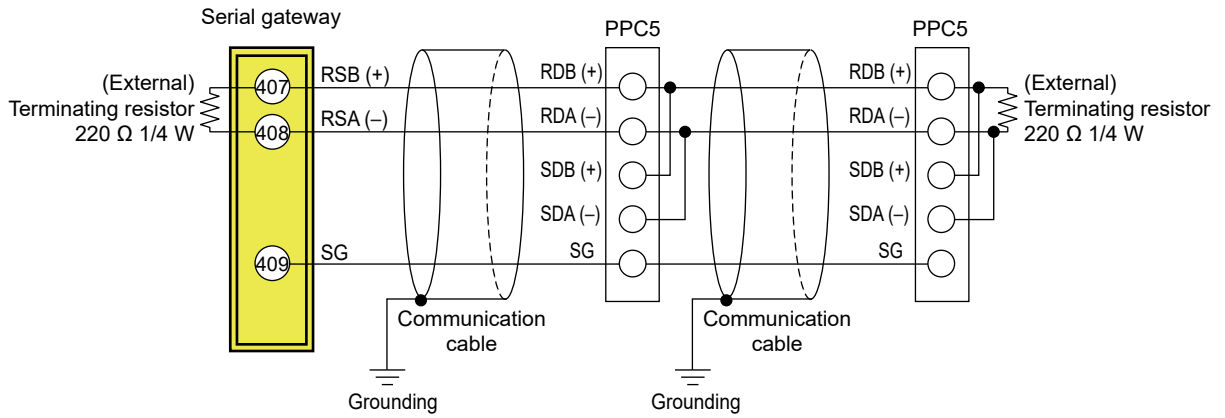 Serial gateway
(External)
Terminating resistor
220 Ω 1/4 W
407
408
409
RSB (+)
RSA (–)
SG
Communication
cable
Grounding
PPC5
RDB (+)
RDA (–)
SDB (+)
SDA (–)
SG
Communication
cable
Grounding
PPC5
RDB (+)
RDA (–)
SDB (+)
SDA (–)
SG
(External)
Terminating resistor
220 Ω 1/4 W